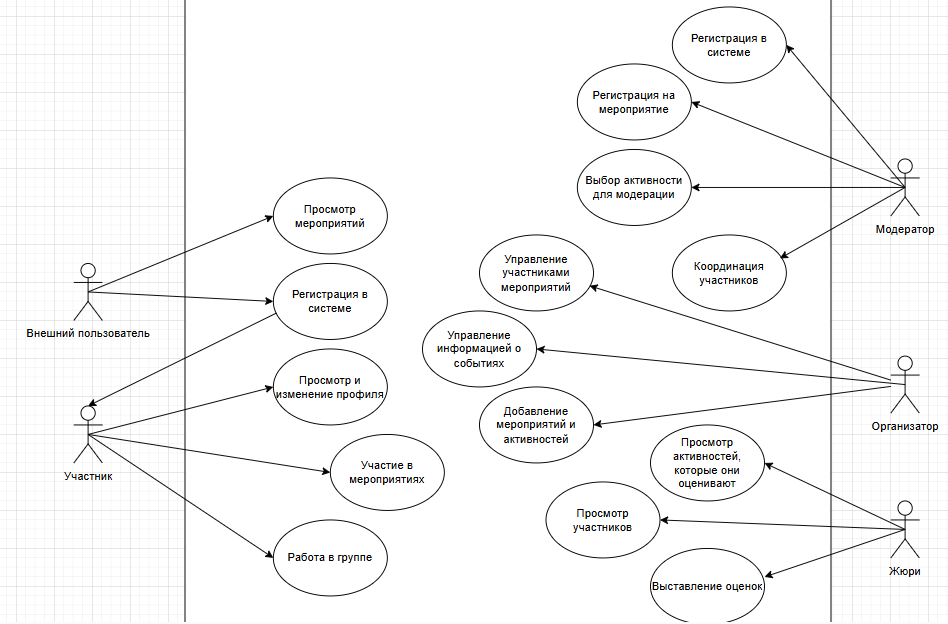 Регистрация в
системе
Регистрация на
мероприятие
Выбор активности
для модерации
Модератор
Просмотр
мероприятий
Управление
участниками
мероприятий
Координация
участников
Регистрация в
системе
Внешний пользователь
Управление
информацией о
событиях
Просмотр и
изменение профиля
Добавление
мероприятий и
активностей
Организатор
Участник
Участие в
мероприятиях
Просмотр
активностей,
которые они
оценивают
Просмотр
участников
Работа в группе
Жюри
Выставление оценок